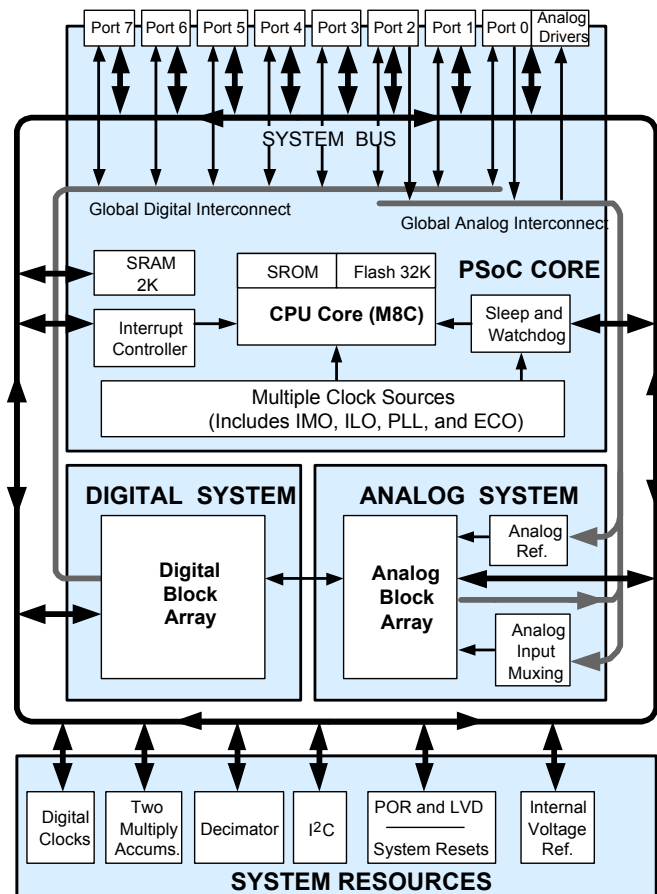 Port 7 Port 6 Port 5 Port 4 Port 3 Port 2 Port 1 Port 0 Analog
Drivers
SYSTEM BUS
Global Digital Interconnect
Global Analog Interconnect
PSoC CORE
SRAM
2K
SROM Flash 32K
CPU Core (M8C)
Interrupt
Controller
Sleep and
Watchdog
Multiple Clock Sources
(Includes IMO, ILO, PLL, and ECO)
DIGITAL SYSTEM
Digital
Block
Array
ANALOG SYSTEM
Analog
Block
Array
Analog
Ref.
Analog
Input
Muxing
Digital
Clocks
Two
Multiply
Accums.
Decimator
I²C
POR and LVD
System Resets
Internal
Voltage
Ref.
SYSTEM RESOURCES